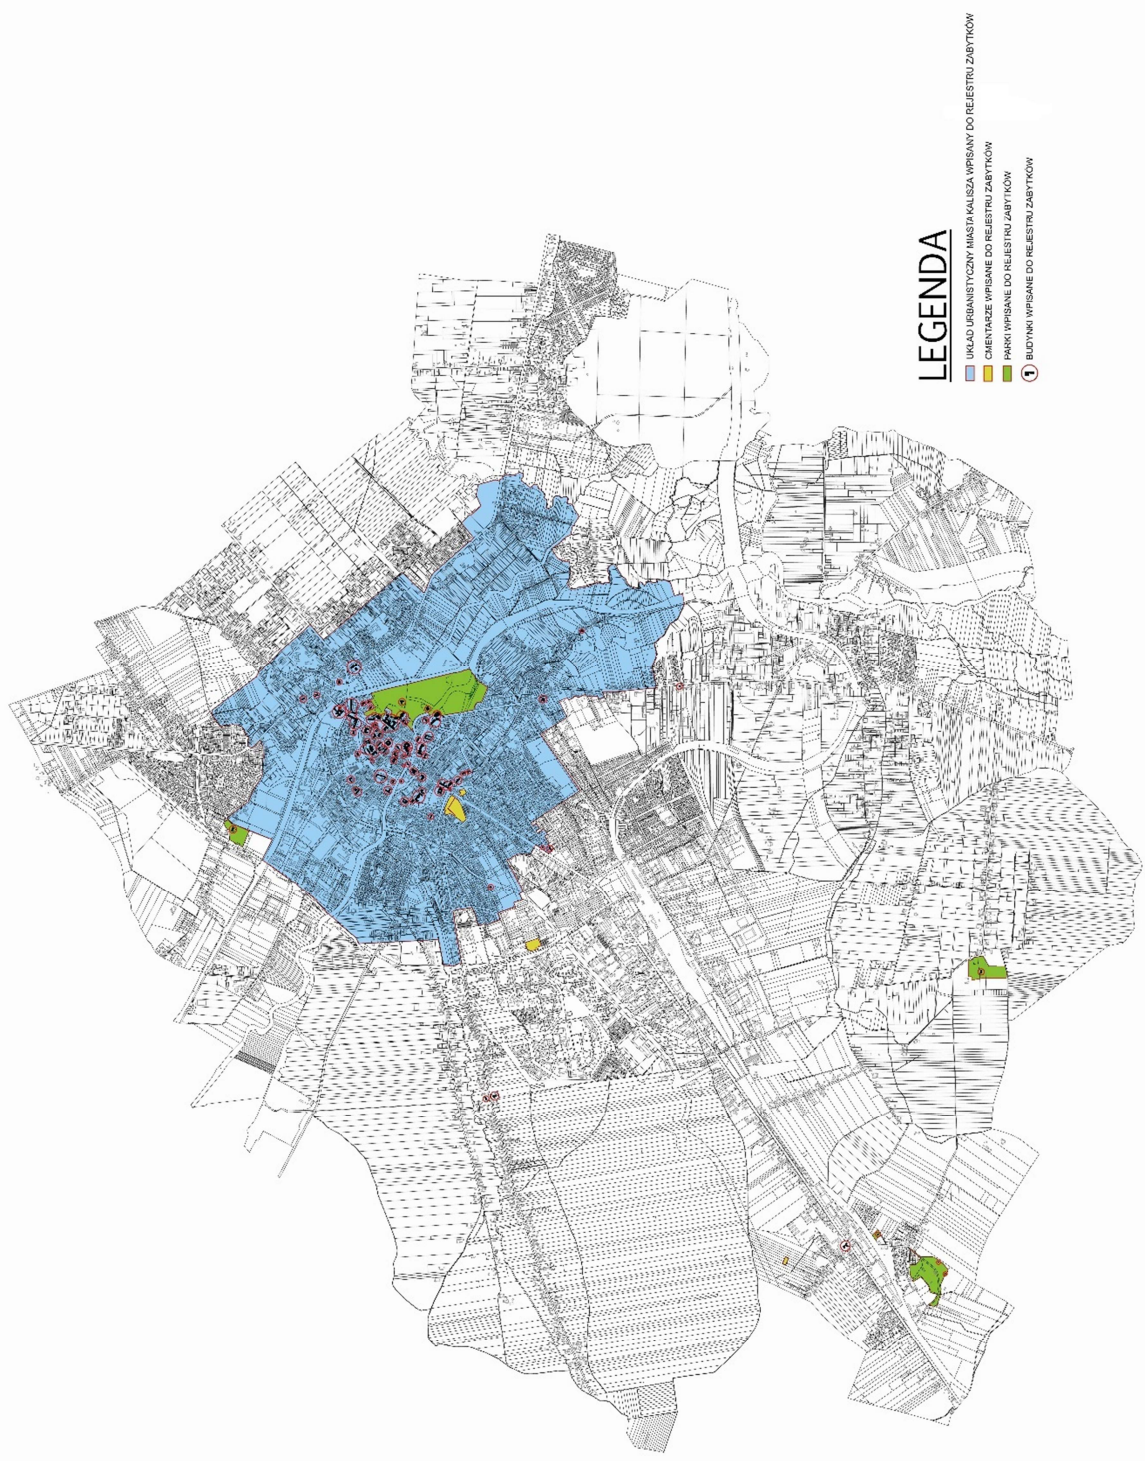 LEGENDA
UKŁAD URBANISTYCZNY MIASTA KALISZA WPISANY DO REJESTRU ZABYTKÓW
CMENTARZE WPISANE DO REJESTRU ZABYTKÓW
PARKI WPISANE DO REJESTRU ZABYTKÓW
BUDYNKI WPISANE DO REJESTRU ZABYTKÓW